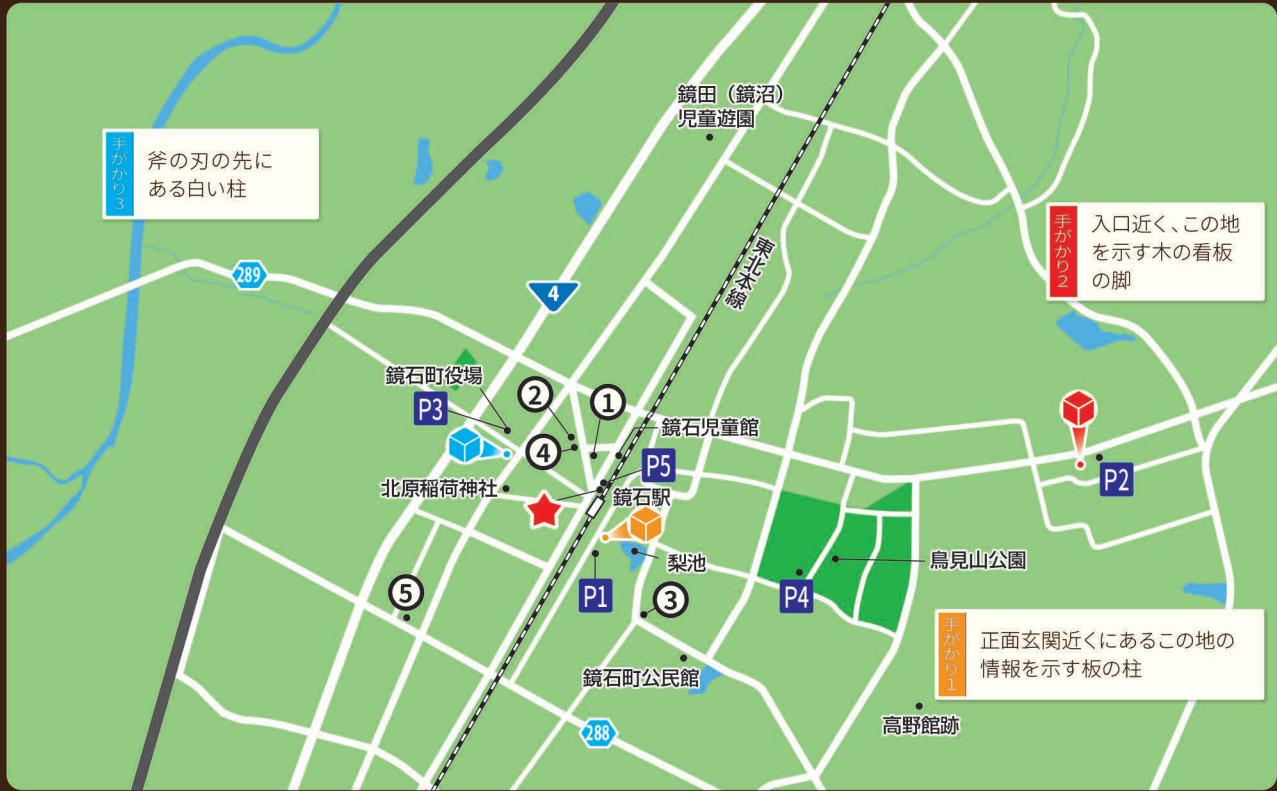 鏡田（鏡沼）
児童遊園
手がかり3
斧の刃の先に
ある白い柱
手がかり2
入口近く、この地
を示す木の看板
の脚
東北本線
289
4
鏡石町役場
P3
②
①
④
鏡石児童館
P5
北原稲荷神社
鏡石駅
P2
梨池
鳥見山公園
P1
P4
⑤
③
手がかり1
正面玄関近くにあるこの地の
情報を示す板の柱
鏡石町公民館
高野館跡
288